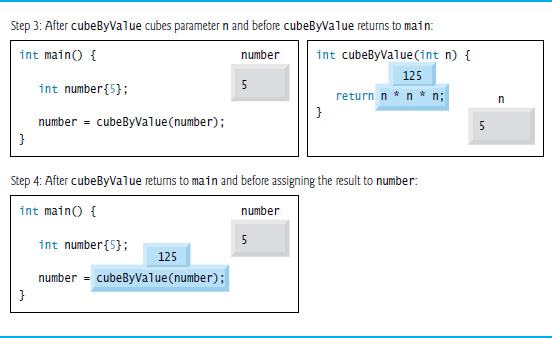 Step 3: After cubeByValue cubes parameter n and before cubeByValue returns to main:
int main() {
number
int number{5};
5
number = cubeByValue(number);
}
int cubeByValue(int n) {
125
return n * n * n;
n
}
5
Step 4: After cubeByValue returns to main and before assigning the result to number:
int main() {
number
int number{5};
5
125
number = cubeByValue(number);
}